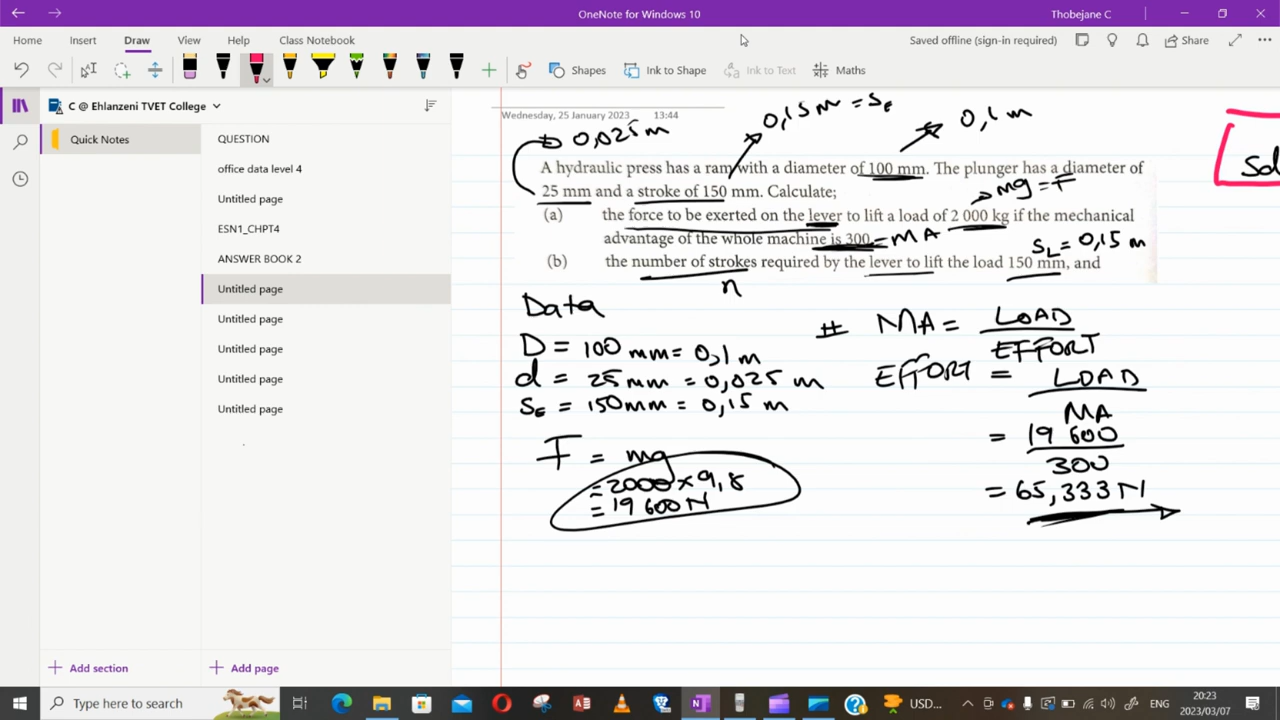 OneNote for Windows 10
Thobejane C
Home Insert Draw View Help Class Notebook
Saved offline (sign-in required)
Share
Shapes
Ink to Shape
Ink to Text
Maths
C @ Ehlanzeni TVET College
Quick Notes
QUESTION
office data level 4
Untitled page
ESN1_CHPT4
ANSWER BOOK 2
Untitled page
Untitled page
Untitled page
Untitled page
Untitled page
Add section
Add page
Wednesday, 25 January 2023 13:44
0,025 m
0,15 m = SE
0,1 m
A hydraulic press has a ram with a diameter of 100 mm. The plunger has a diameter of
25 mm and a stroke of 150 mm. Calculate;
mg = F
(a) the force to be exerted on the lever to lift a load of 2 000 kg if the mechanical
advantage of the whole machine is 300
= MA
SL = 0,15 m
(b) the number of strokes required by the lever to lift the load 150 mm, and
n
Data
D = 100 mm = 0,1 m
d = 25 mm = 0,025 m
SE = 150 mm = 0,15 m
F = mg
= 2000 × 9,8
= 19 600 N
# MA = LOAD
EFFORT
EFFORT = LOAD
MA
= 19 600
300
= 65,333 N
Sol
Type here to search
USD...
ENG
20:23
2023/03/07